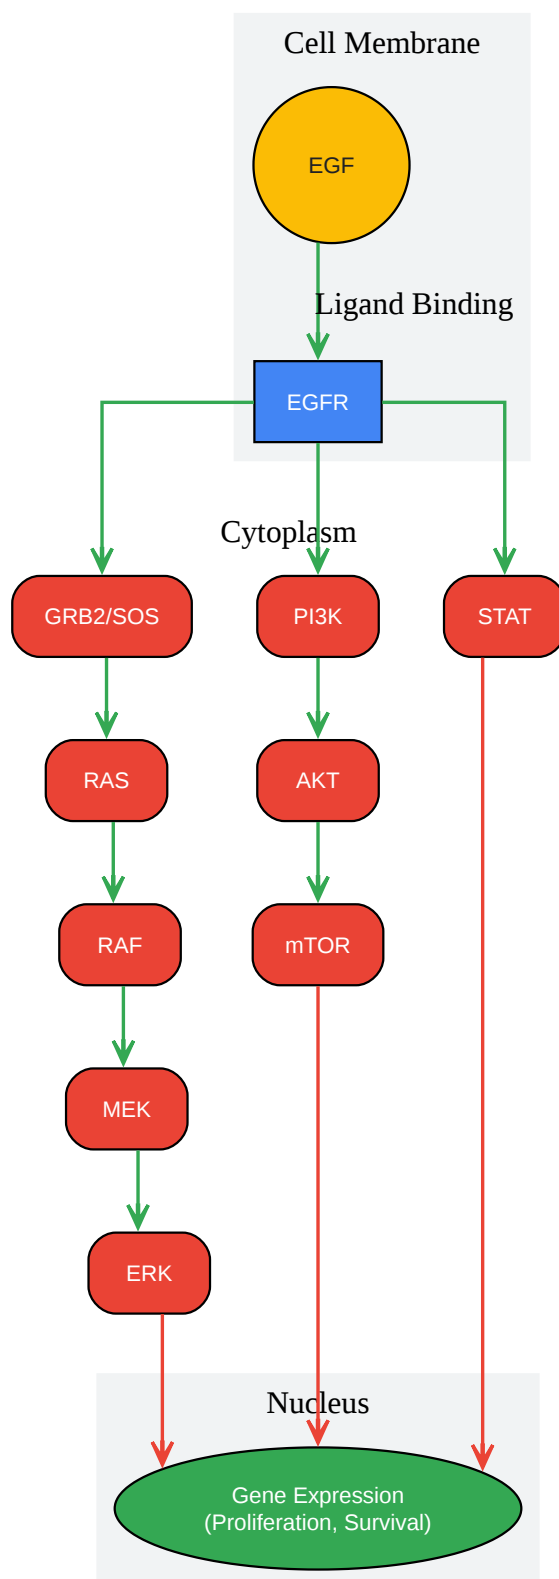 Cell Membrane
EGF
Ligand Binding
EGFR
Cytoplasm
GRB2/SOS
PI3K
STAT
RAS
AKT
RAF
mTOR
MEK
ERK
Nucleus
Gene Expression
(Proliferation, Survival)